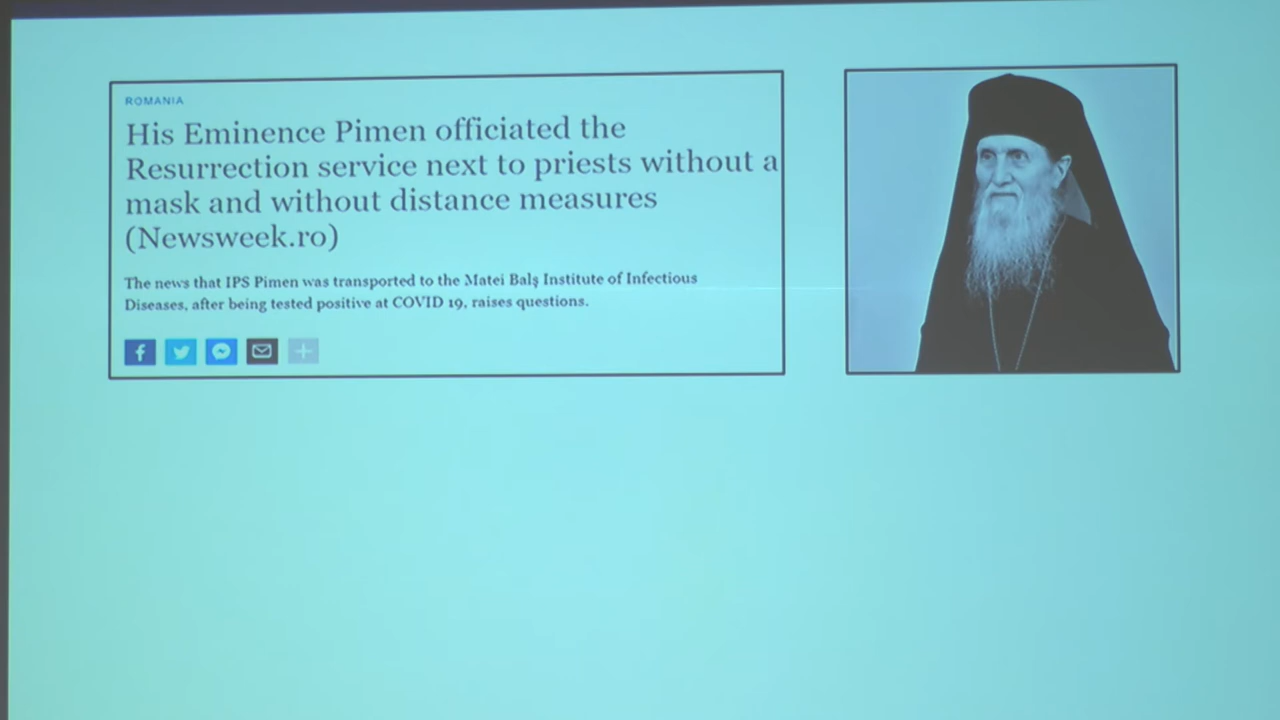 ROMANIA
His Eminence Pimen officiated the
Resurrection service next to priests without a
mask and without distance measures
(Newsweek.ro)
The news that IPS Pimen was transported to the Matei Balş Institute of Infectious
Diseases, after being tested positive at COVID 19, raises questions.